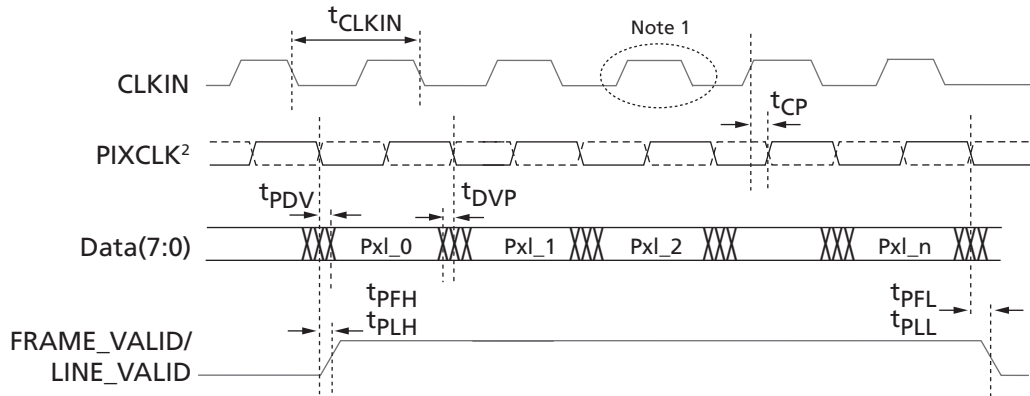 tCLKIN
Note 1
CLKIN
tCP
PIXCLK²
tPDV
tDVP
Data(7:0)
Pxl_0
Pxl_1
Pxl_2
Pxl_n
tPFH
tPLH
tPFL
tPLL
FRAME_VALID/
LINE_VALID